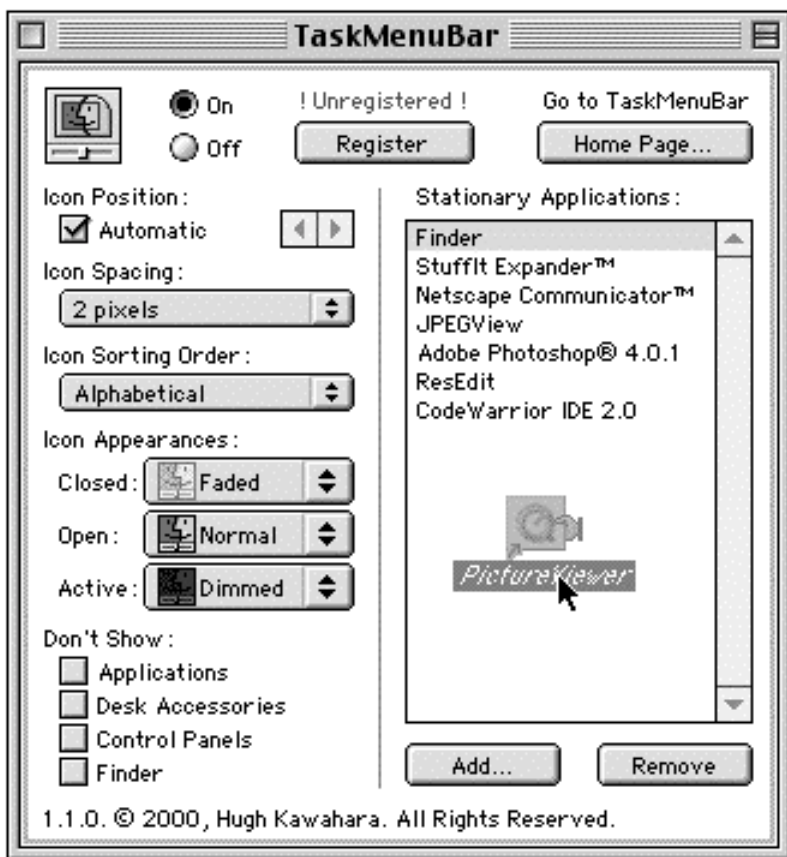 TaskMenuBar
On
Off
! Unregistered !
Register
Go to TaskMenuBar
Home Page...
Icon Position:
Automatic
Icon Spacing:
2 pixels
Icon Sorting Order:
Alphabetical
Icon Appearances:
Closed: Faded
Open: Normal
Active: Dimmed
Don't Show:
Applications
Desk Accessories
Control Panels
Finder
Stationary Applications:
Finder
StuffIt Expander™
Netscape Communicator™
JPEGView
Adobe Photoshop® 4.0.1
ResEdit
CodeWarrior IDE 2.0
PictureViewer
Add...
Remove
1.1.0. © 2000, Hugh Kawahara. All Rights Reserved.